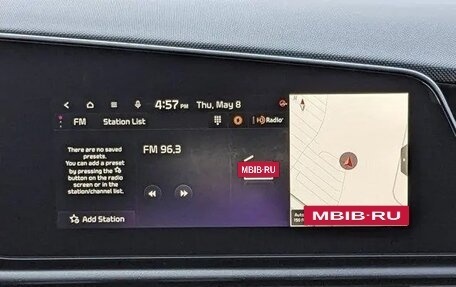 4:57 PM Thu, May 8
FM Station List HD Radio
There are no saved
presets.
You can add a preset
by pressing the
button on the radio
screen or in the
station/channel list.
FM 96.3
MBIB.RU
Add Station
MBIB-RU